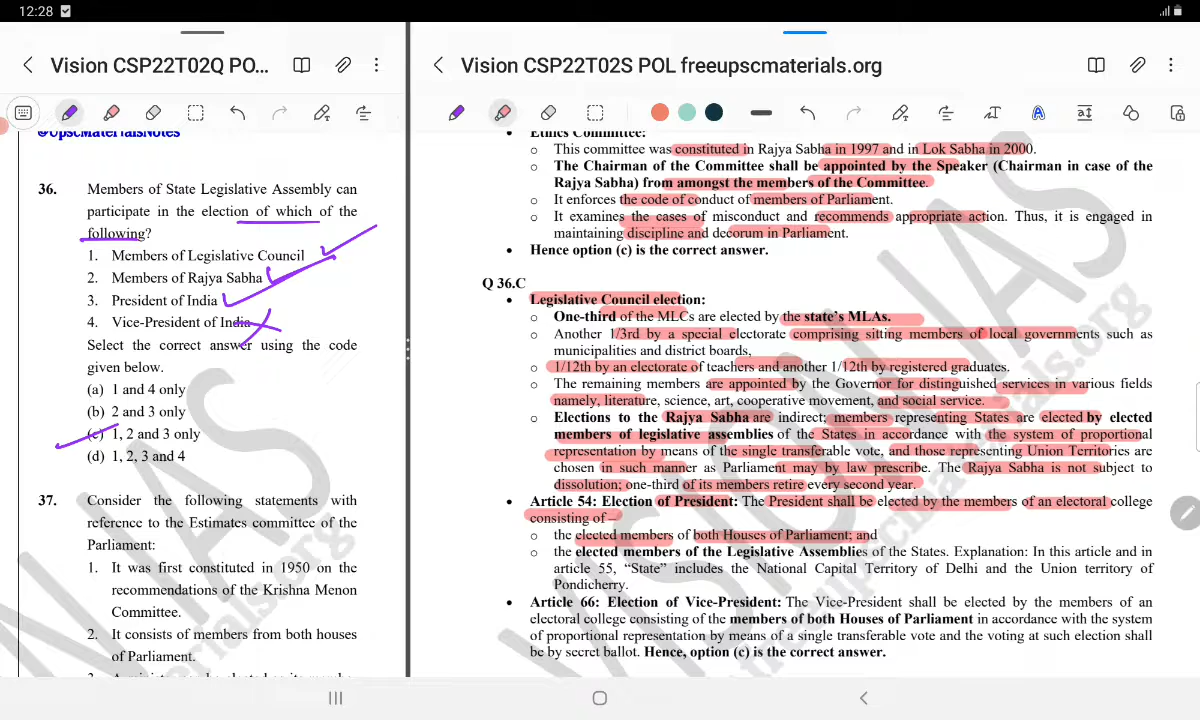 12:28
Vision CSP22T02Q PO...
@UpscMaterialsNotes
36. Members of State Legislative Assembly can
participate in the election of which of the
following?
1. Members of Legislative Council
2. Members of Rajya Sabha
3. President of India
4. Vice-President of India
Select the correct answer using the code
given below.
(a) 1 and 4 only
(b) 2 and 3 only
(c) 1, 2 and 3 only
(d) 1, 2, 3 and 4
37. Consider the following statements with
reference to the Estimates committee of the
Parliament:
1. It was first constituted in 1950 on the
recommendations of the Krishna Menon
Committee.
2. It consists of members from both houses
of Parliament.
Vision CSP22T02S POL freeupscmaterials.org
• Ethics Committee:
o This committee was constituted in Rajya Sabha in 1997 and in Lok Sabha in 2000.
o The Chairman of the Committee shall be appointed by the Speaker (Chairman in case of the
Rajya Sabha) from amongst the members of the Committee.
o It enforces the code of conduct of members of Parliament.
o It examines the cases of misconduct and recommends appropriate action. Thus, it is engaged in
maintaining discipline and decorum in Parliament.
• Hence option (c) is the correct answer.
Q 36.C
• Legislative Council election:
o One-third of the MLCs are elected by the state's MLAs.
o Another 1/3rd by a special electorate comprising sitting members of local governments such as
municipalities and district boards,
o 1/12th by an electorate of teachers and another 1/12th by registered graduates.
o The remaining members are appointed by the Governor for distinguished services in various fields
namely, literature, science, art, cooperative movement, and social service.
o Elections to the Rajya Sabha are indirect; members representing States are elected by elected
members of legislative assemblies of the States in accordance with the system of proportional
representation by means of the single transferable vote, and those representing Union Territories are
chosen in such manner as Parliament may by law prescribe. The Rajya Sabha is not subject to
dissolution; one-third of its members retire every second year.
• Article 54: Election of President: The President shall be elected by the members of an electoral college
consisting of –
o the elected members of both Houses of Parliament; and
o the elected members of the Legislative Assemblies of the States. Explanation: In this article and in
article 55, “State” includes the National Capital Territory of Delhi and the Union territory of
Pondicherry.
• Article 66: Election of Vice-President: The Vice-President shall be elected by the members of an
electoral college consisting of the members of both Houses of Parliament in accordance with the system
of proportional representation by means of a single transferable vote and the voting at such election shall
be by secret ballot. Hence, option (c) is the correct answer.